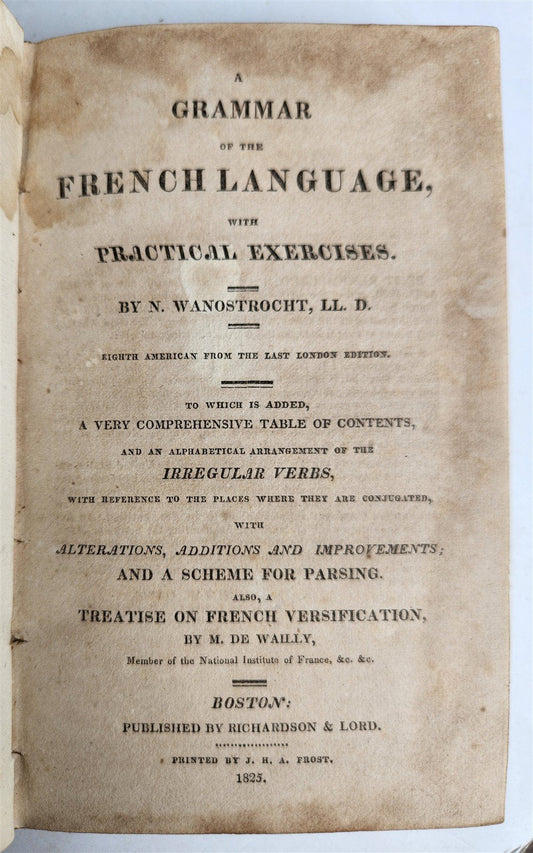 A
GRAMMAR
OF THE
FRENCH LANGUAGE,
WITH
PRACTICAL EXERCISES.
BY N. WANOSTROCHT, LL. D.
EIGHTH AMERICAN FROM THE LAST LONDON EDITION.
TO WHICH IS ADDED,
A VERY COMPREHENSIVE TABLE OF CONTENTS,
AND AN ALPHABETICAL ARRANGEMENT OF THE
IRREGULAR VERBS,
WITH REFERENCE TO THE PLACES WHERE THEY ARE CONJUGATED,
WITH
ALTERATIONS, ADDITIONS AND IMPROVEMENTS;
AND A SCHEME FOR PARSING.
ALSO, A
TREATISE ON FRENCH VERSIFICATION,
BY M. DE WAILLY,
Member of the National Institute of France, &c. &c.
BOSTON:
PUBLISHED BY RICHARDSON & LORD.
PRINTED BY J. H. A. FROST.
1825.